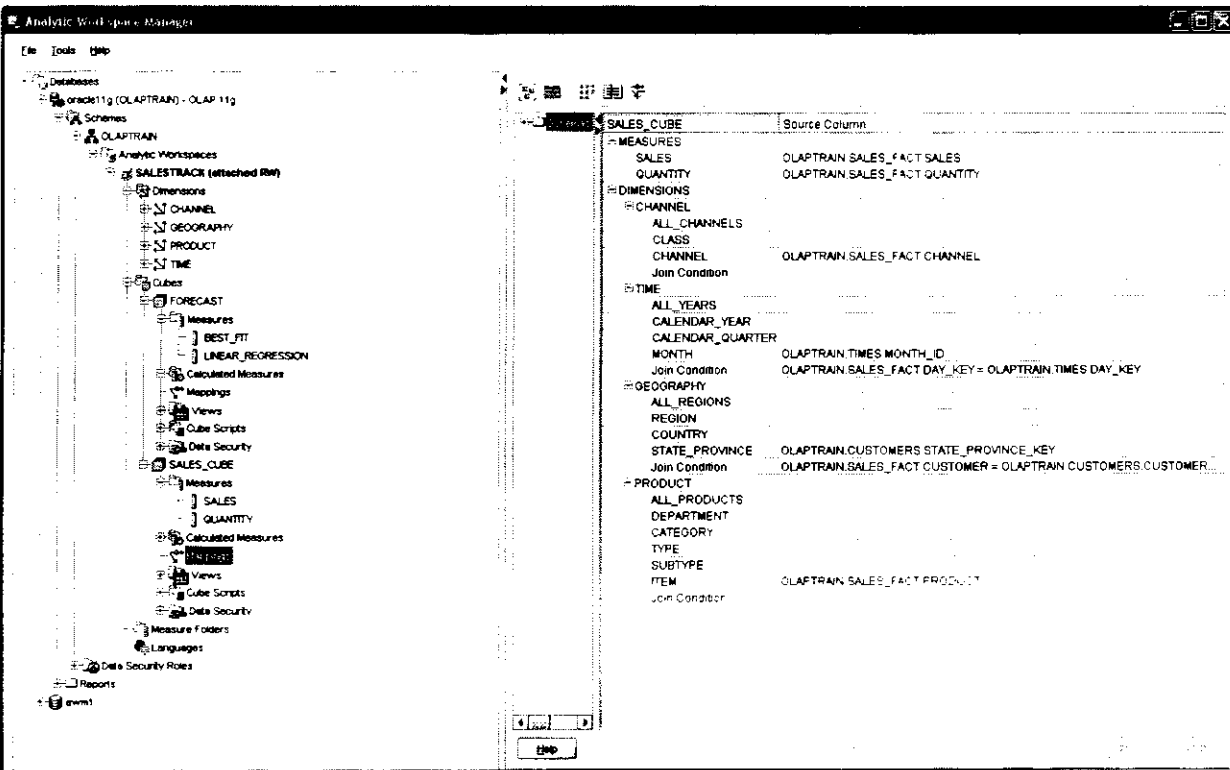 Analytic Workspace Manager
File Tools Help
Databases
oracle11g (OLAPTRAIN) - OLAP 11g
Schemas
OLAPTRAIN
Analytic Workspaces
SALESTRACK (attached RW)
Dimensions
CHANNEL
GEOGRAPHY
PRODUCT
TIME
Cubes
FORECAST
Measures
BEST_FIT
LINEAR_REGRESSION
Calculated Measures
Mappings
Views
Cube Scripts
Data Security
SALES_CUBE
Measures
SALES
QUANTITY
Calculated Measures
Views
Cube Scripts
Data Security
Measure Folders
Languages
Data Security Roles
Reports
awm1
SALES_CUBE Source Column
MEASURES
SALES OLAPTRAIN.SALES_FACT.SALES
QUANTITY OLAPTRAIN.SALES_FACT.QUANTITY
DIMENSIONS
CHANNEL
ALL_CHANNELS
CLASS
CHANNEL OLAPTRAIN.SALES_FACT.CHANNEL
Join Condition
TIME
ALL_YEARS
CALENDAR_YEAR
CALENDAR_QUARTER
MONTH OLAPTRAIN.TIMES.MONTH_ID
Join Condition OLAPTRAIN.SALES_FACT.DAY_KEY = OLAPTRAIN.TIMES.DAY_KEY
GEOGRAPHY
ALL_REGIONS
REGION
COUNTRY
STATE_PROVINCE OLAPTRAIN.CUSTOMERS.STATE_PROVINCE_KEY
Join Condition OLAPTRAIN.SALES_FACT.CUSTOMER = OLAPTRAIN.CUSTOMERS.CUSTOMER...
PRODUCT
ALL_PRODUCTS
DEPARTMENT
CATEGORY
TYPE
SUBTYPE
ITEM OLAPTRAIN.SALES_FACT.PRODUCT
Join Condition
Help